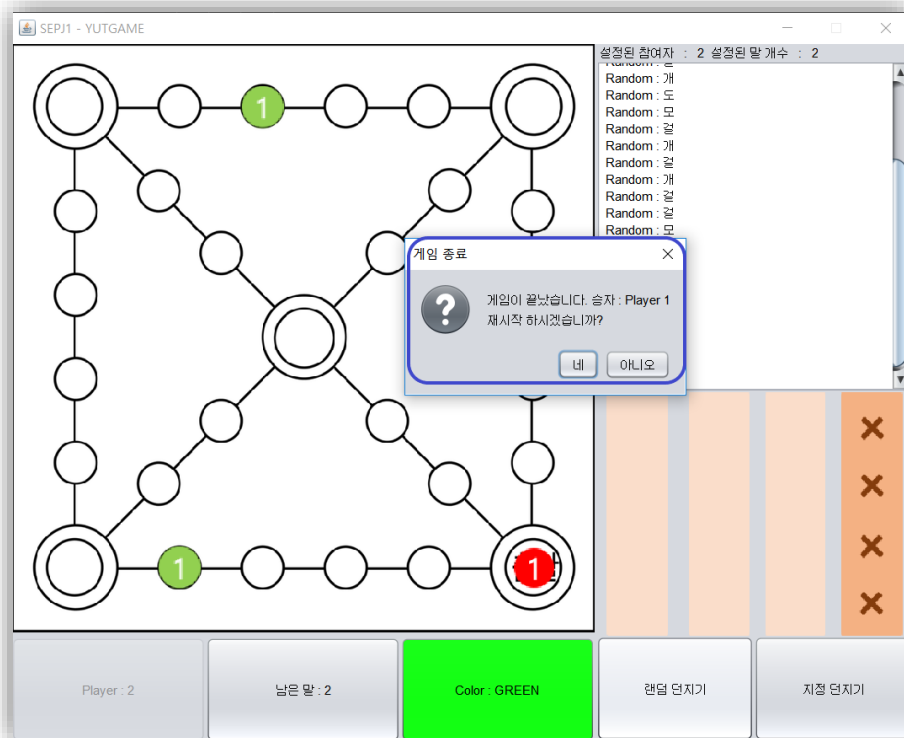 SEPJ1 - YUTGAME
설정된 참여자 : 2 설정된 말 개수 : 2
Random : 걸
Random : 개
Random : 도
Random : 모
Random : 걸
Random : 개
Random : 걸
Random : 개
Random : 걸
Random : 걸
Random : 모
1
게임 종료
게임이 끝났습니다. 승자 : Player 1
재시작 하시겠습니까?
네
아니오
1
1
Player : 2
남은 말 : 2
Color : GREEN
랜덤 던지기
지정 던지기